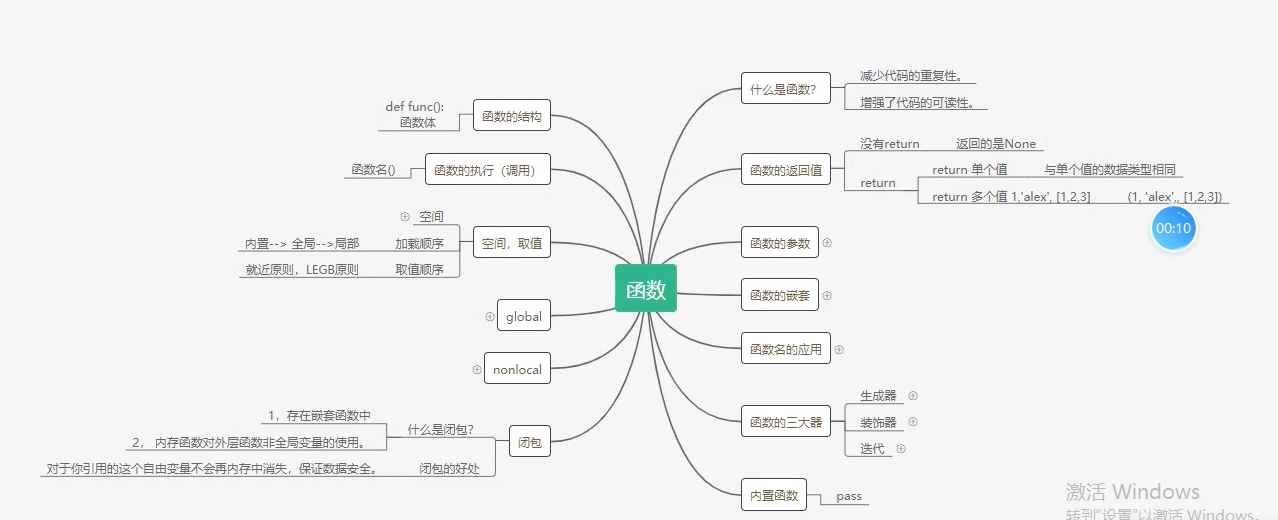 函数
什么是函数？
减少代码的重复性。
增强了代码的可读性。
函数的返回值
没有return 返回的是None
return
return 单个值 与单个值的数据类型相同
return 多个值 1,'alex', [1,2,3] (1, 'alex',, [1,2,3])
函数的参数
函数的嵌套
函数名的应用
函数的三大器
生成器
装饰器
迭代
内置函数
pass
函数的结构
def func():
函数体
函数的执行（调用）
函数名()
空间，取值
空间
内置--> 全局-->局部 加载顺序
就近原则，LEGB原则 取值顺序
global
nonlocal
闭包
什么是闭包？
1，存在嵌套函数中
2， 内存函数对外层函数非全局变量的使用。
对于你引用的这个自由变量不会再内存中消失，保证数据安全。 闭包的好处
00:10
激活 Windows
转到“设置”以激活 Windows。